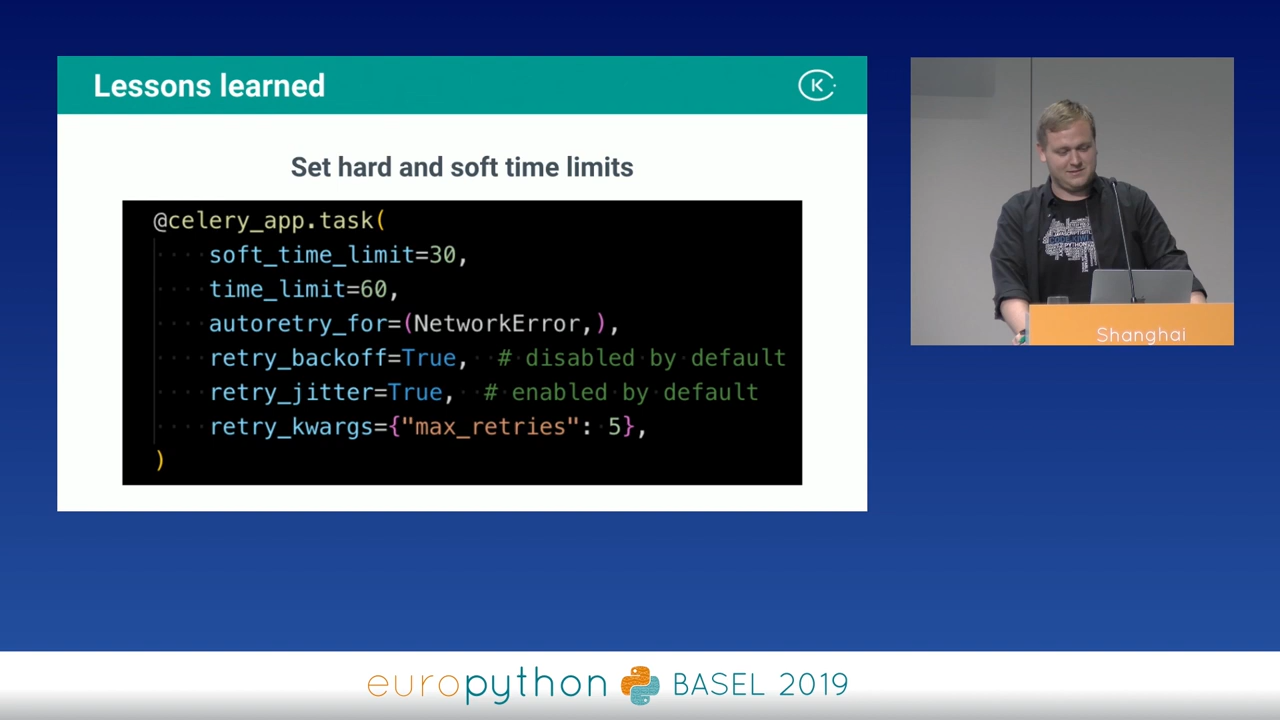 Lessons learned
K
Set hard and soft time limits
@celery_app.task(
soft_time_limit=30,
time_limit=60,
autoretry_for=(NetworkError,),
retry_backoff=True, # disabled by default
retry_jitter=True, # enabled by default
retry_kwargs={"max_retries": 5},
)
PYTHON
Shanghai
europython BASEL 2019